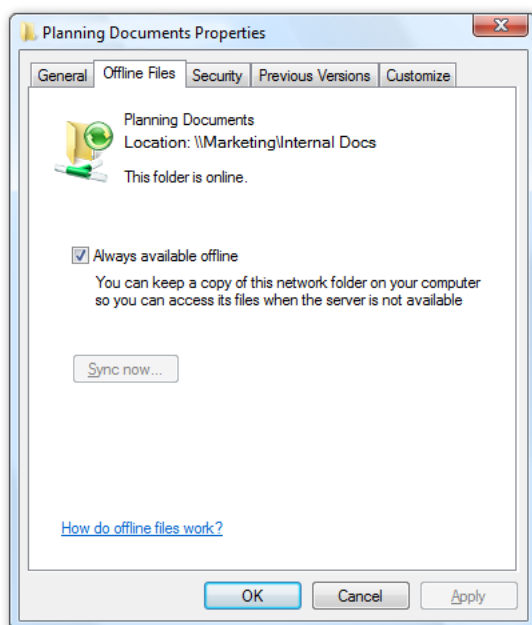 Planning Documents Properties
General Offline Files Security Previous Versions Customize
Planning Documents
Location: \\Marketing\Internal Docs
This folder is online.
Always available offline
You can keep a copy of this network folder on your computer
so you can access its files when the server is not available
Sync now...
How do offline files work?
OK Cancel Apply